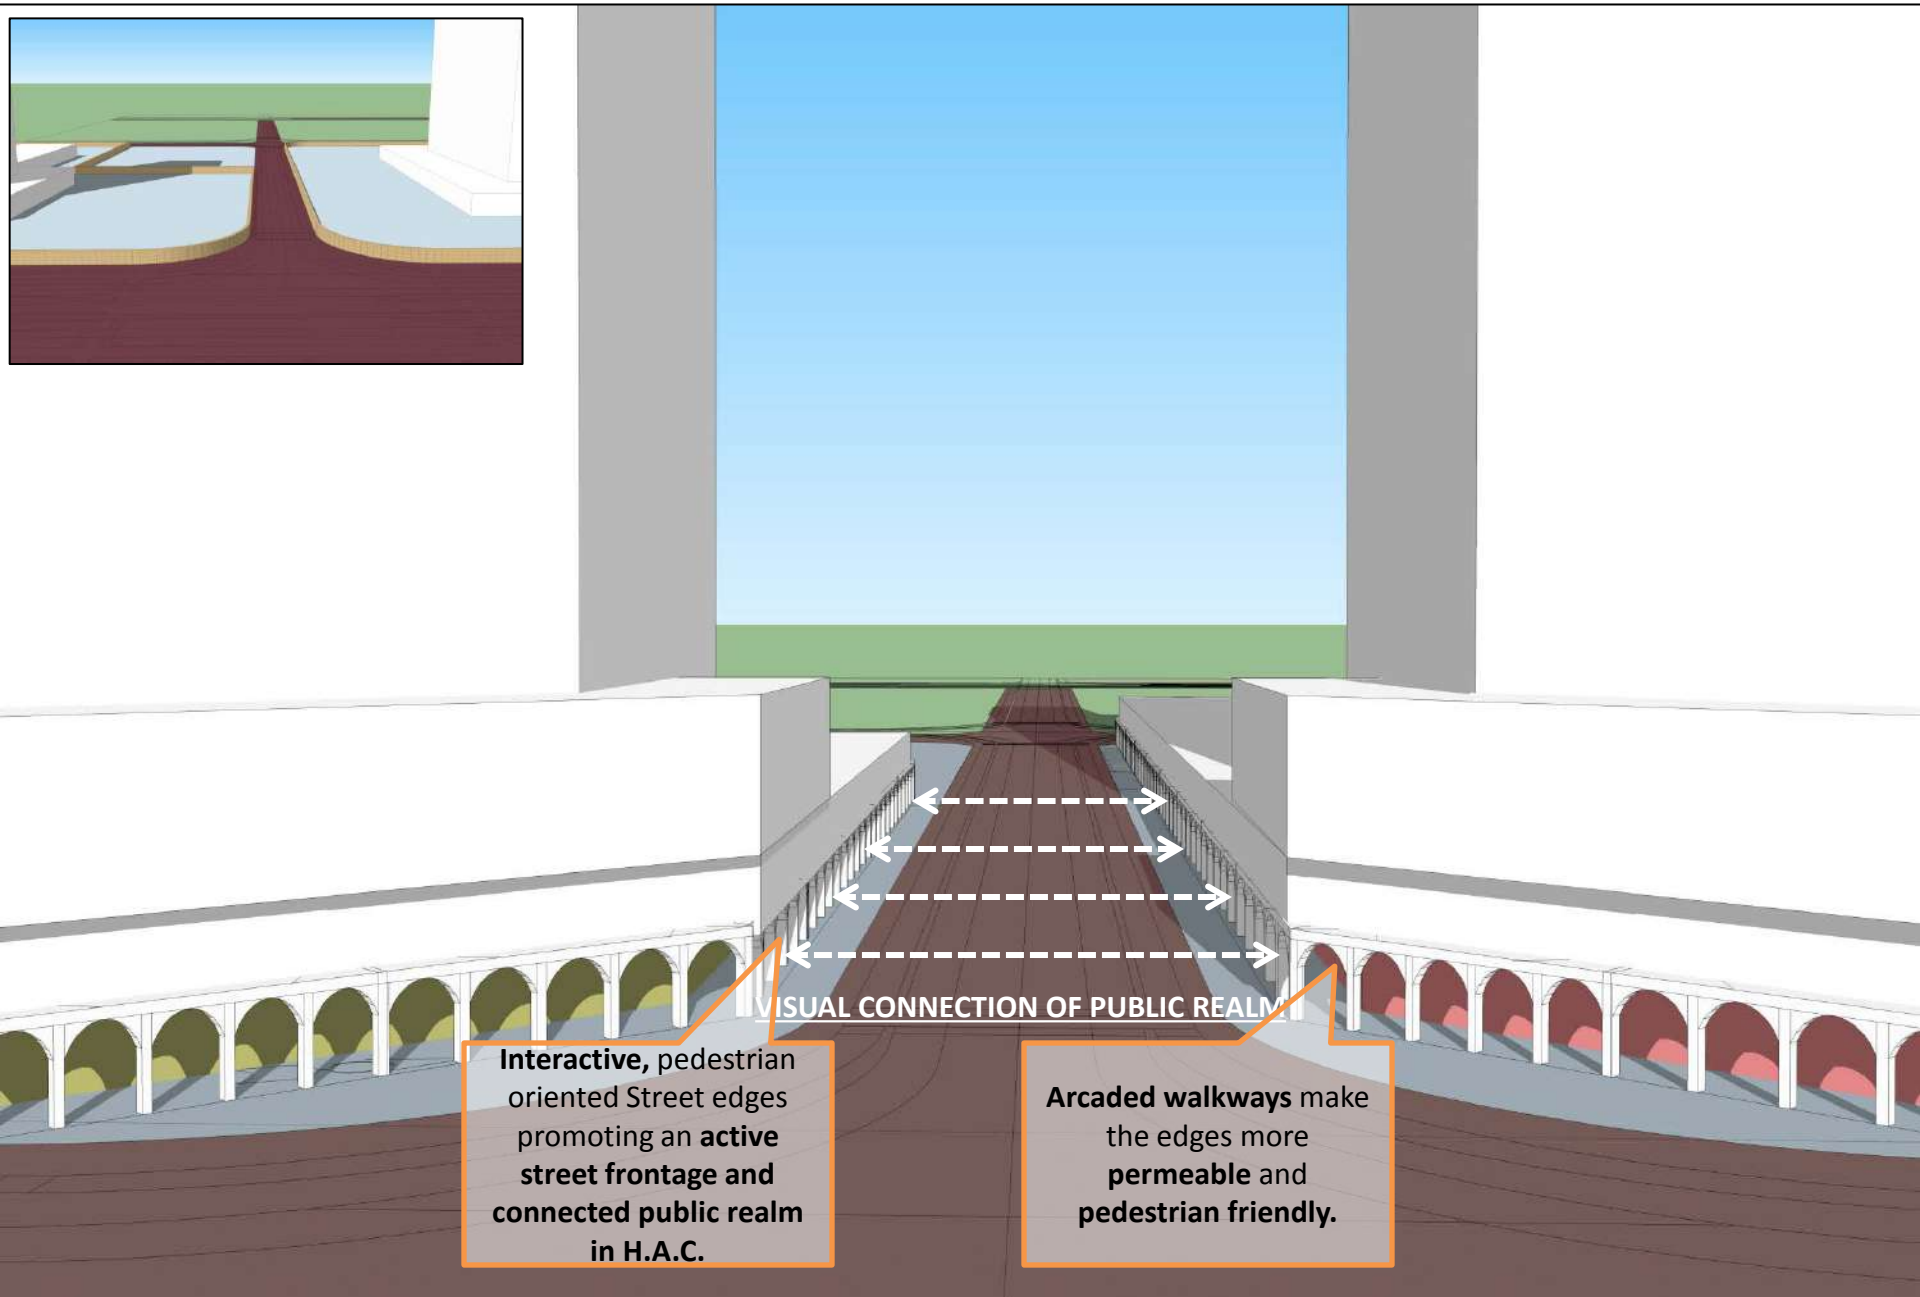 VISUAL CONNECTION OF PUBLIC REALM
Interactive, pedestrian
oriented Street edges
promoting an active
street frontage and
connected public realm
in H.A.C.
Arcaded walkways make
the edges more
permeable and
pedestrian friendly.